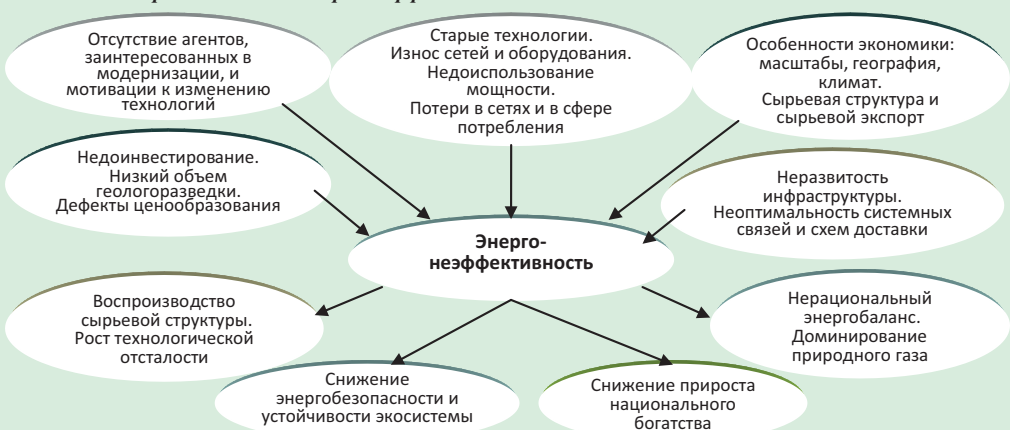 Отсутствие агентов,
заинтересованных в
модернизации, и
мотивации к изменению
технологий
Старые технологии.
Износ сетей и оборудования.
Недоиспользование
мощности.
Потери в сетях и в сфере
потребления
Особенности экономики:
масштабы, география,
климат.
Сырьевая структура и
сырьевой экспорт
Недоинвестирование.
Низкий объем
геологоразведки.
Дефекты ценообразования
Неразвитость
инфраструктуры.
Неоптимальность системных
связей и схем доставки
Энерго-
неэффективность
Воспроизводство
сырьевой структуры.
Рост технологической
отсталости
Нерациональный
энергобаланс.
Доминирование
природного газа
Снижение
энергобезопасности и
устойчивости экосистемы
Снижение прироста
национального
богатства